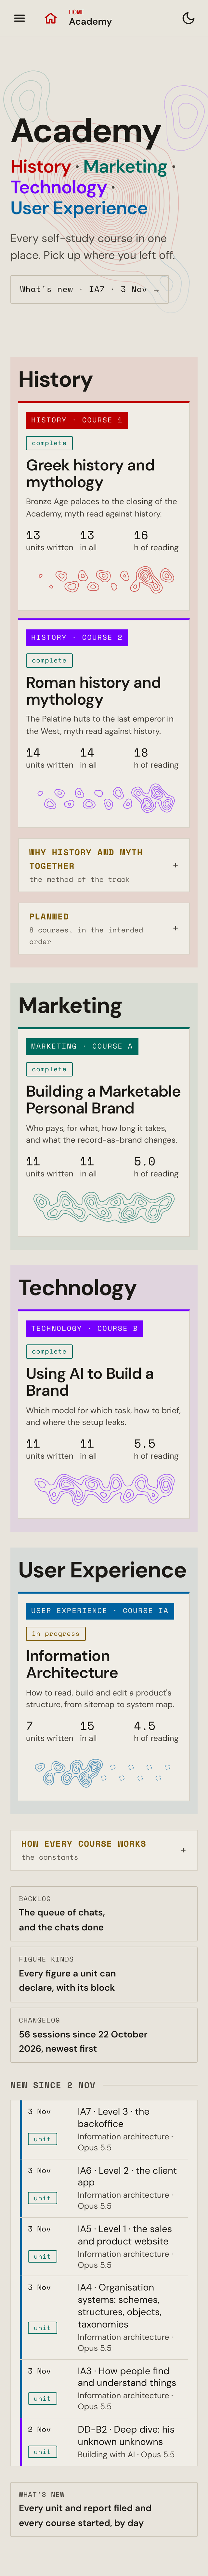 HOME
Academy
Academy
History · Marketing ·
Technology ·
User Experience
Every self-study course in one
place. Pick up where you left off.
What's new · IA7 · 3 Nov →
History
HISTORY · COURSE 1
complete
Greek history and
mythology
Bronze Age palaces to the closing of the
Academy, myth read against history.
13 13 16
units written in all h of reading
HISTORY · COURSE 2
complete
Roman history and
mythology
The Palatine huts to the last emperor in
the West, myth read against history.
14 14 18
units written in all h of reading
WHY HISTORY AND MYTH
TOGETHER
+
the method of the track
PLANNED
+
8 courses, in the intended
order
Marketing
MARKETING · COURSE A
complete
Building a Marketable
Personal Brand
Who pays, for what, how long it takes,
and what the record-as-brand changes.
11 11 5.0
units written in all h of reading
Technology
TECHNOLOGY · COURSE B
complete
Using AI to Build a
Brand
Which model for which task, how to brief,
and where the setup leaks.
11 11 5.5
units written in all h of reading
User Experience
USER EXPERIENCE · COURSE IA
in progress
Information
Architecture
How to read, build and edit a product's
structure, from sitemap to system map.
7 15 4.5
units written in all h of reading
HOW EVERY COURSE WORKS
+
the constants
BACKLOG
The queue of chats,
and the chats done
FIGURE KINDS
Every figure a unit can
declare, with its block
CHANGELOG
56 sessions since 22 October
2026, newest first
NEW SINCE 2 NOV
3 Nov IA7 · Level 3 · the
backoffice
unit Information architecture ·
Opus 5.5
3 Nov IA6 · Level 2 · the client
app
unit Information architecture ·
Opus 5.5
3 Nov IA5 · Level 1 · the sales
and product website
unit Information architecture ·
Opus 5.5
3 Nov IA4 · Organisation
systems: schemes,
structures, objects,
taxonomies
unit Information architecture ·
Opus 5.5
3 Nov IA3 · How people find
and understand things
unit Information architecture ·
Opus 5.5
2 Nov DD-B2 · Deep dive: his
unknown unknowns
unit Building with AI · Opus 5.5
WHAT'S NEW
Every unit and report filed and
every course started, by day